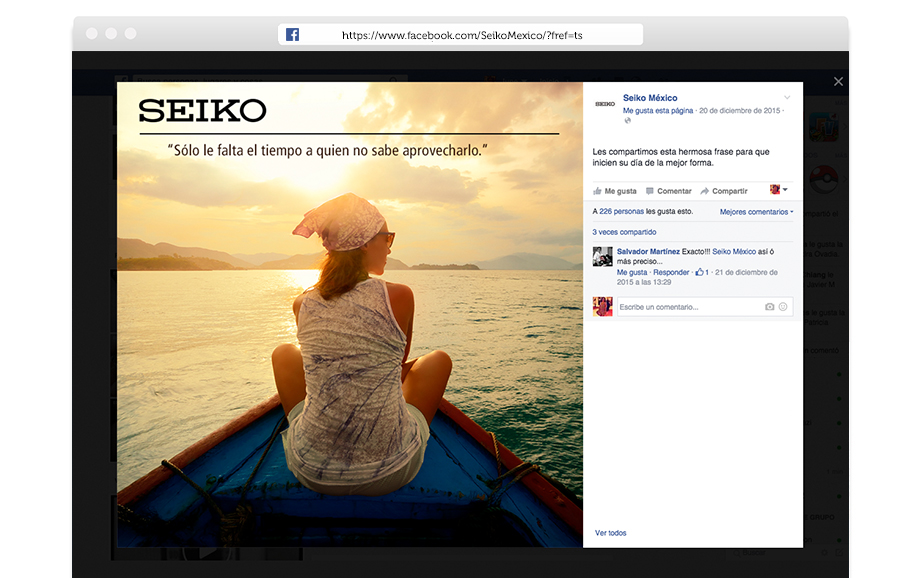 https://www.facebook.com/SeikoMexico/?fref=ts
SEIKO
"Sólo le falta el tiempo a quien no sabe aprovecharlo."
SEIKO
Seiko México
Me gusta esta página · 20 de diciembre de 2015 ·
Les compartimos esta hermosa frase para que
inicien su día de la mejor forma.
Me gusta Comentar Compartir
A 226 personas les gusta esto. Mejores comentarios
3 veces compartido
Salvador Martínez Exacto!!! Seiko México así ó
más preciso...
Me gusta · Responder · 1 · 21 de diciembre de
2015 a las 13:29
Escribe un comentario...
Ver todos
GRUPO